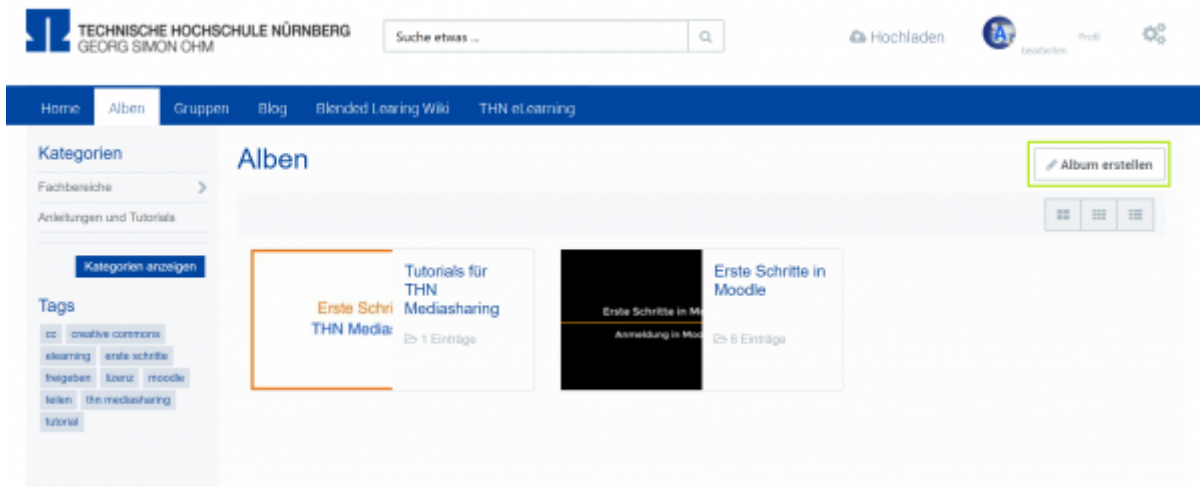 TECHNISCHE HOCHSCHULE NÜRNBERG
GEORG SIMON OHM
Suche etwas ...
Hochladen
Profil
bearbeiten
Home Alben Gruppen Blog Blended Learing Wiki THN eLearning
Kategorien
Fachbereiche
Anleitungen und Tutorials
Kategorien anzeigen
Tags
cc creative commons
elearning erste schritte
freigeben lizenz moodle
teilen thn mediasharing
tutorial
Alben
Album erstellen
Erste Schri
THN Medias
Tutorials für
THN
Mediasharing
1 Einträge
Erste Schritte in Mo
Anmeldung in Moo
Erste Schritte in
Moodle
6 Einträge